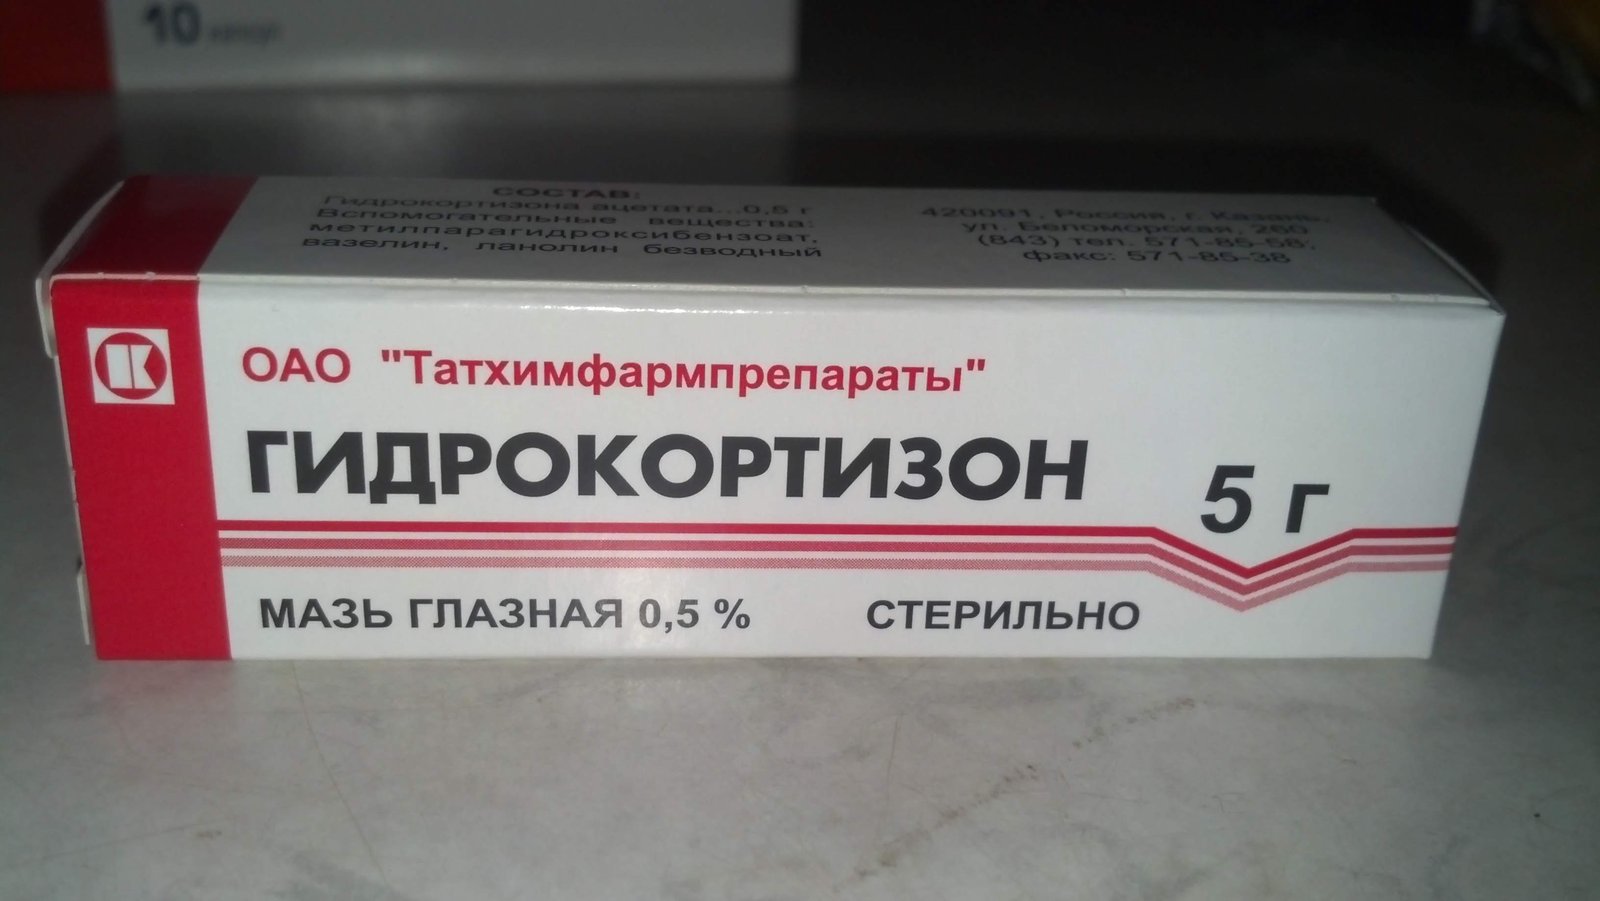 10 капсул
СОСТАВ:
Гидрокортизона ацетата...0,5 г
Вспомогательные вещества:
метилпарагидроксибензоат,
вазелин, ланолин безводный
420091, Россия, г. Казань,
ул. Беломорская, 260
(843) тел. 571-85-58,
факс: 571-85-38
ОАО "Татхимфармпрепараты"
ГИДРОКОРТИЗОН
5 г
МАЗЬ ГЛАЗНАЯ 0,5 %
СТЕРИЛЬНО